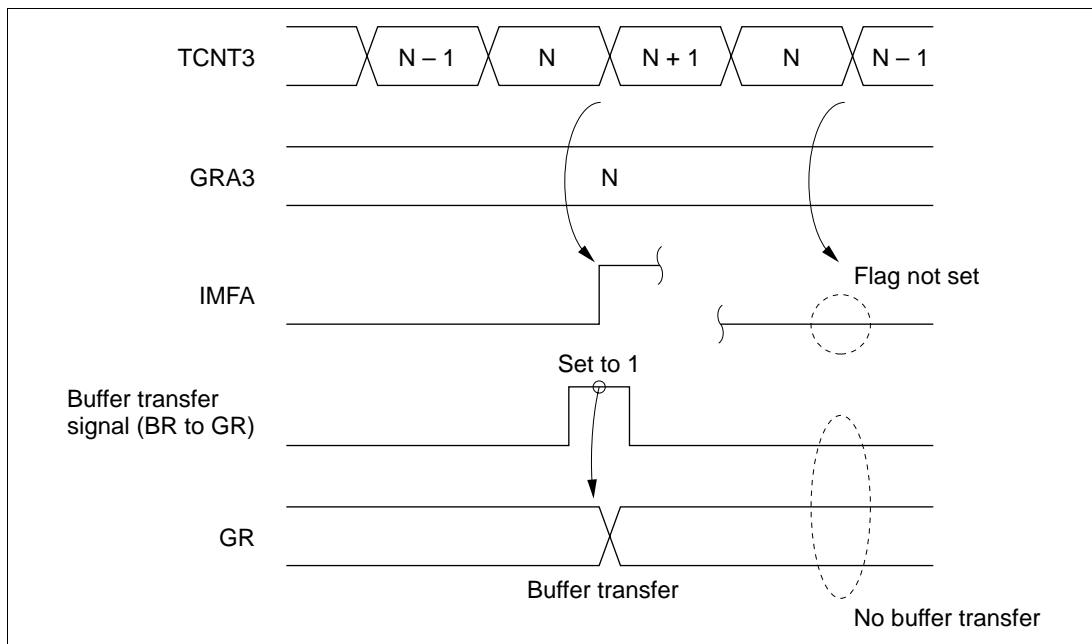 TCNT3
N – 1
N
N + 1
N
N – 1
GRA3
N
IMFA
Flag not set
Set to 1
Buffer transfer
signal (BR to GR)
GR
Buffer transfer
No buffer transfer